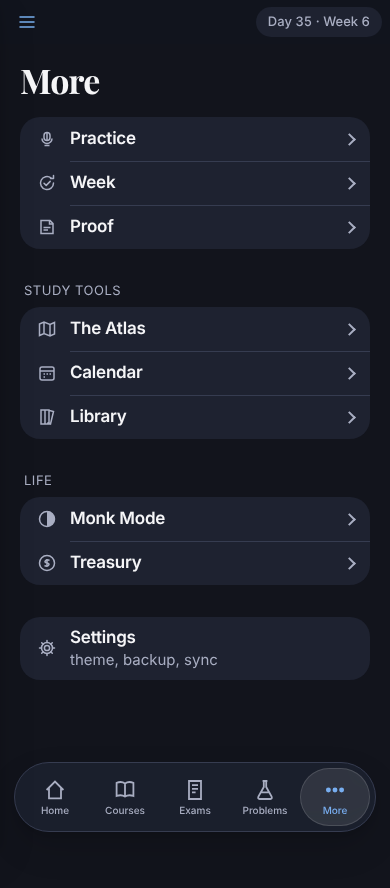 Day 35 · Week 6
More
Practice
Week
Proof
STUDY TOOLS
The Atlas
Calendar
Library
LIFE
Monk Mode
Treasury
Settings
theme, backup, sync
Home Courses Exams Problems More